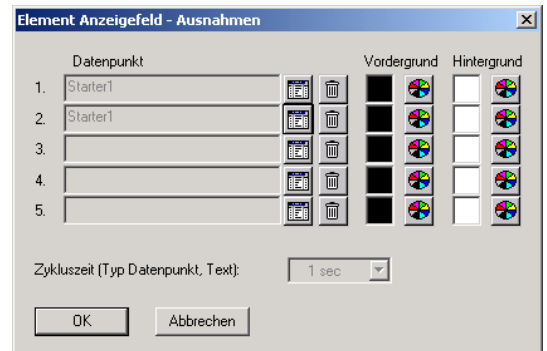 Element Anzeigefeld - Ausnahmen
Datenpunkt Vordergrund Hintergrund
1. Starter1
2. Starter1
3.
4.
5.
Zykluszeit (Typ Datenpunkt, Text): 1 sec
OK Abbrechen